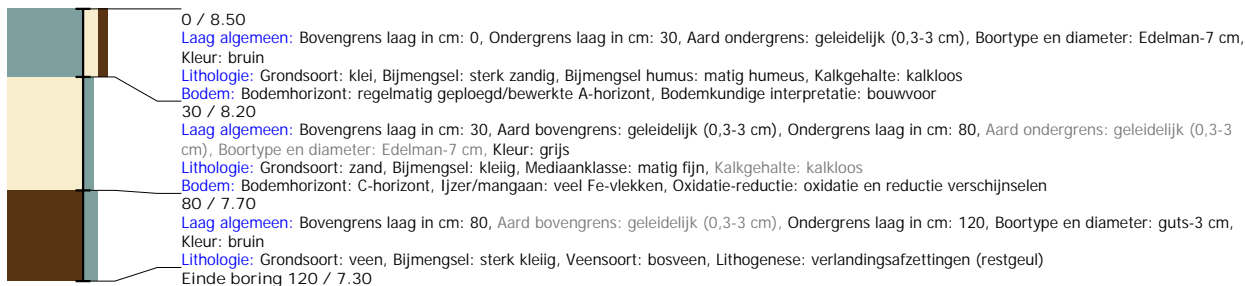 0 / 8.50
Laag algemeen: Bovengrens laag in cm: 0, Ondergrens laag in cm: 30, Aard ondergrens: geleidelijk (0,3-3 cm), Boortype en diameter: Edelman-7 cm,
Kleur: bruin
Lithologie: Grondsoort: klei, Bijmengsel: sterk zandig, Bijmengsel humus: matig humeus, Kalkgehalte: kalkloos
Bodem: Bodemhorizont: regelmatig geploegd/bewerkte A-horizont, Bodemkundige interpretatie: bouwvoor
30 / 8.20
Laag algemeen: Bovengrens laag in cm: 30, Aard bovengrens: geleidelijk (0,3-3 cm), Ondergrens laag in cm: 80, Aard ondergrens: geleidelijk (0,3-3
cm), Boortype en diameter: Edelman-7 cm, Kleur: grijs
Lithologie: Grondsoort: zand, Bijmengsel: kleiig, Mediaanklasse: matig fijn, Kalkgehalte: kalkloos
Bodem: Bodemhorizont: C-horizont, Ijzer/mangaan: veel Fe-vlekken, Oxidatie-reductie: oxidatie en reductie verschijnselen
80 / 7.70
Laag algemeen: Bovengrens laag in cm: 80, Aard bovengrens: geleidelijk (0,3-3 cm), Ondergrens laag in cm: 120, Boortype en diameter: guts-3 cm,
Kleur: bruin
Lithologie: Grondsoort: veen, Bijmengsel: sterk kleiig, Veensoort: bosveen, Lithogenese: verlandingsafzettingen (restgeul)
Einde boring 120 / 7.30